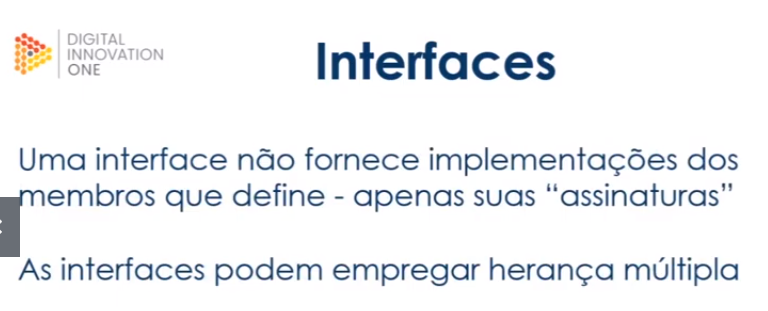 DIGITAL
INNOVATION
ONE
Interfaces
Uma interface não fornece implementações dos
membros que define - apenas suas “assinaturas”
As interfaces podem empregar herança múltipla